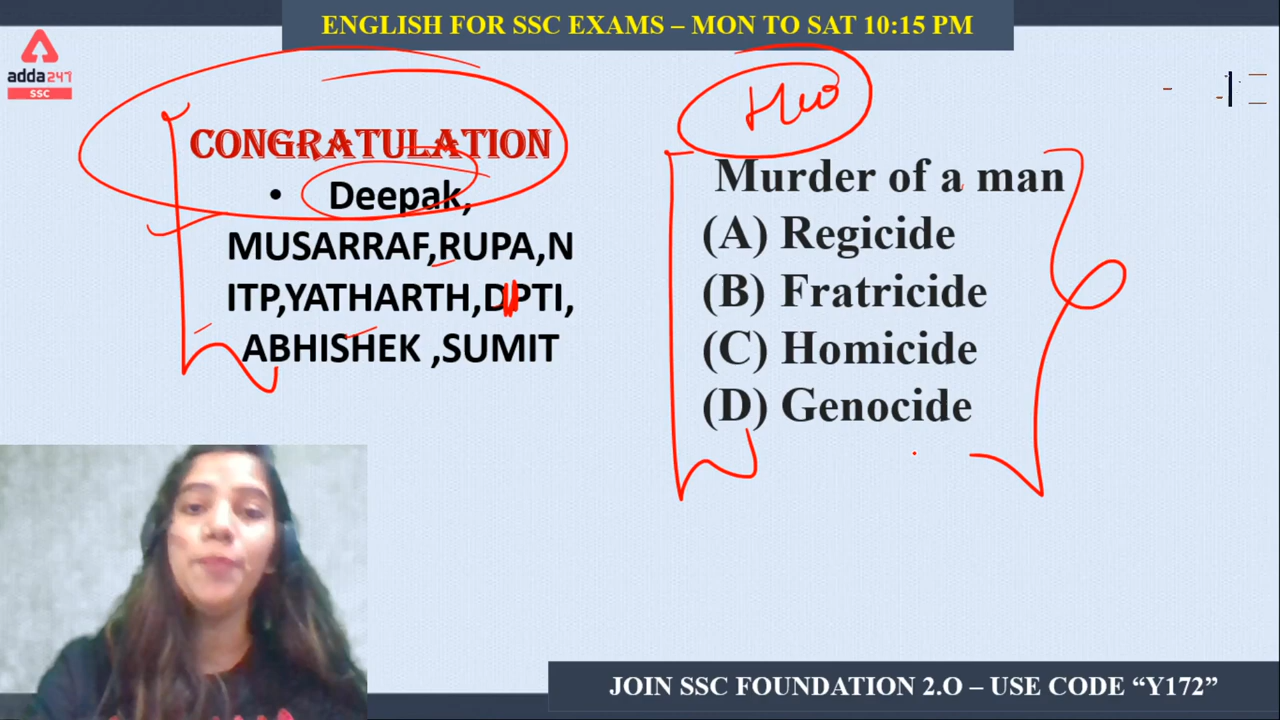 ENGLISH FOR SSC EXAMS – MON TO SAT 10:15 PM
adda247
SSC
CONGRATULATION
• Deepak,
MUSARRAF,RUPA,N
ITP,YATHARTH,DPTI,
ABHISHEK ,SUMIT
Murder of a man
(A) Regicide
(B) Fratricide
(C) Homicide
(D) Genocide
JOIN SSC FOUNDATION 2.O – USE CODE “Y172”